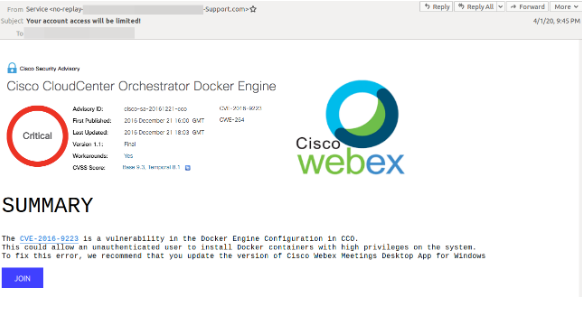 From Service <no-replay- -Support.com>
Reply Reply All Forward More
Subject Your account access will be limited!
4/1/20, 9:45 PM
To
Cisco Security Advisory
Cisco CloudCenter Orchestrator Docker Engine
Critical
Advisory ID: cisco-sa-20161221-cco CVE-2016-9223
First Published: 2016 December 21 16:00 GMT CWE-264
Last Updated: 2016 December 21 18:03 GMT
Version 1.1: Final
Workarounds: Yes
CVSS Score: Base 9.3, Temporal 8.1
Cisco
webex
SUMMARY
The CVE-2016-9223 is a vulnerability in the Docker Engine Configuration in CCO.
This could allow an unauthenticated user to install Docker containers with high privileges on the system.
To fix this error, we recommend that you update the version of Cisco Webex Meetings Desktop App for Windows
JOIN